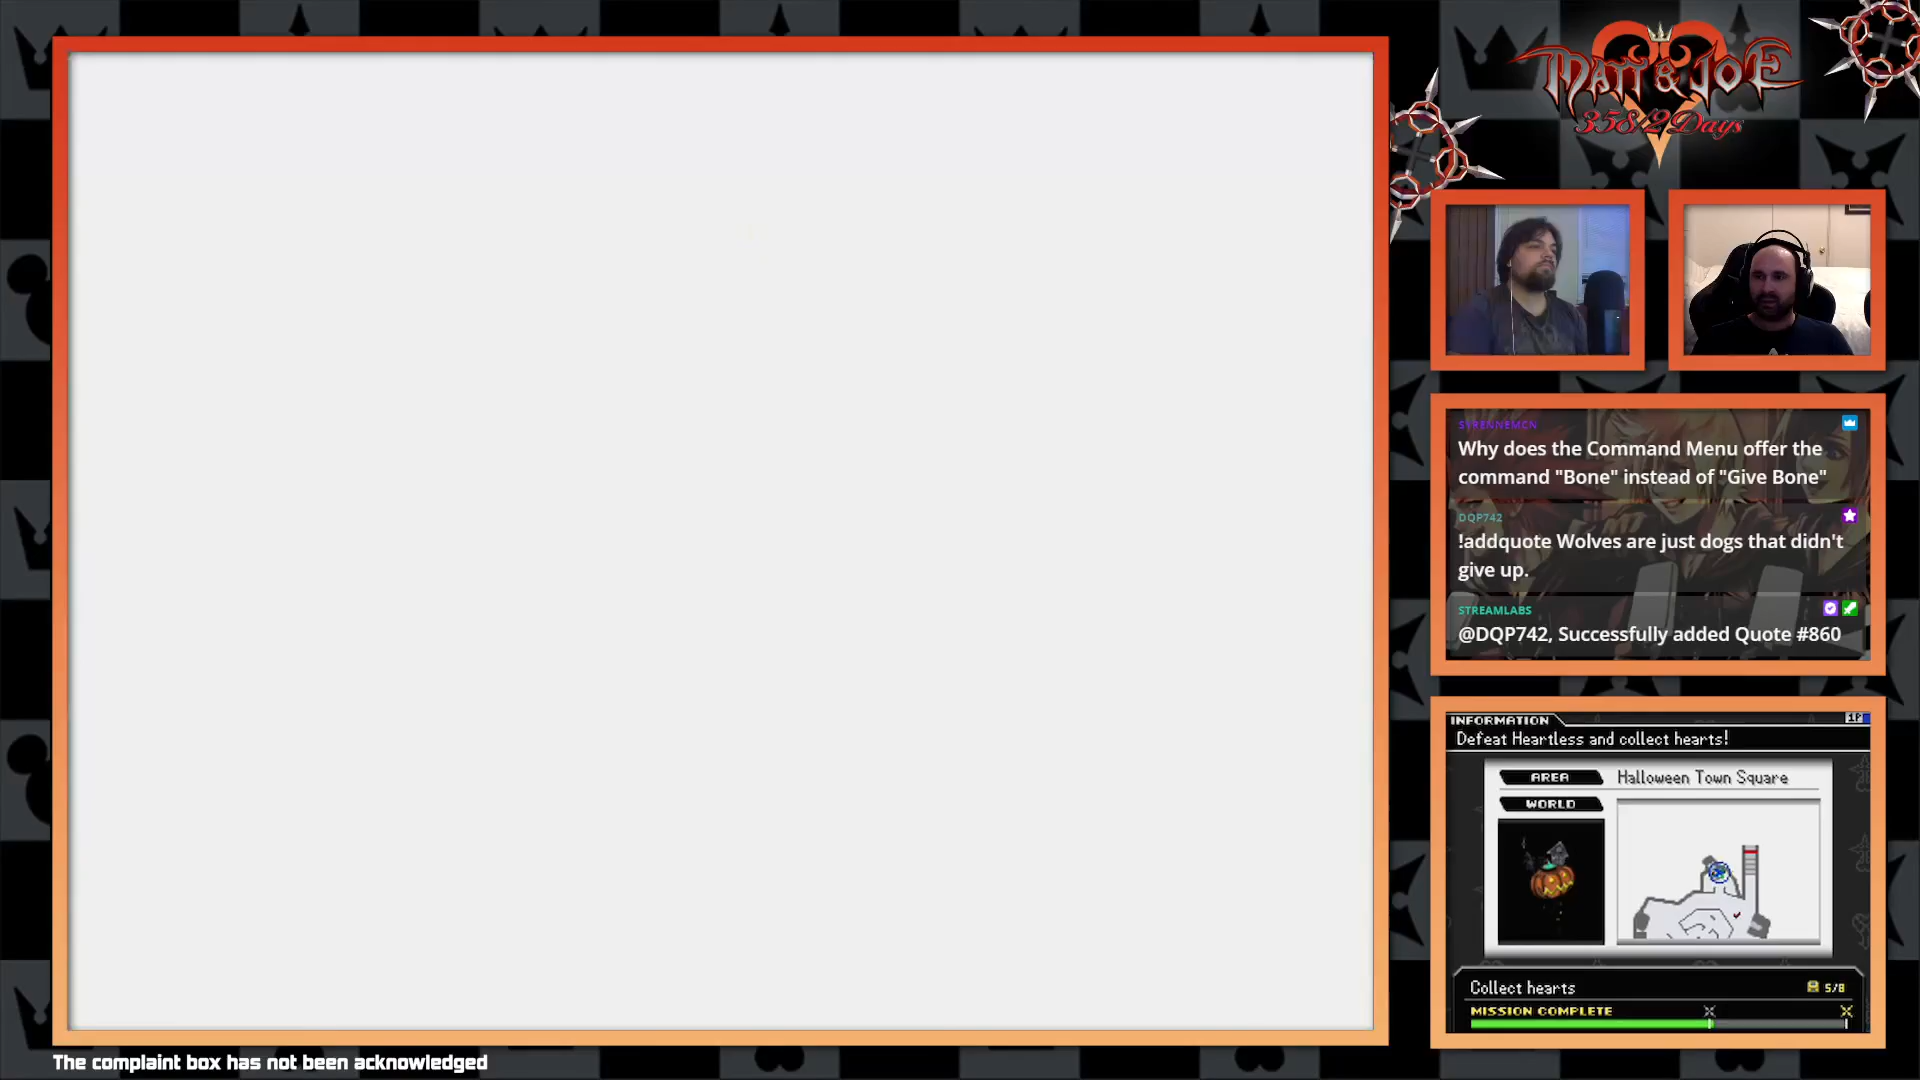 MATT & JOE
358/2 Days
SYRENNEMCN
Why does the Command Menu offer the
command "Bone" instead of "Give Bone"
DQP742
!addquote Wolves are just dogs that didn't
give up.
STREAMLABS
@DQP742, Successfully added Quote #860
INFORMATION
1P
Defeat Heartless and collect hearts!
AREA
Halloween Town Square
WORLD
Collect hearts
5/8
MISSION COMPLETE
The complaint box has not been acknowledged